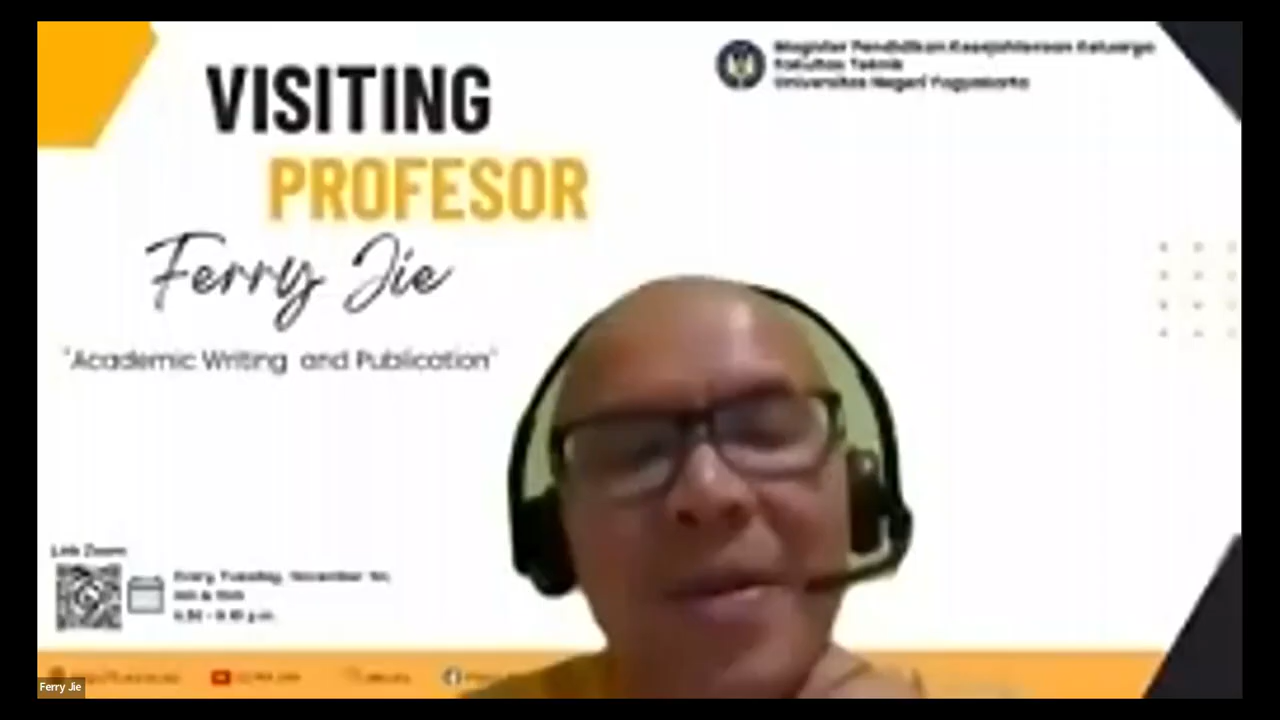 VISITING
PROFESOR
Ferry Jie
"Academic Writing and Publication"
Magister Pendidikan Kesejahteraan Keluarga
Fakultas Teknik
Universitas Negeri Yogyakarta
Link Zoom
Every Tuesday, November
p.m.
Ferry Jie